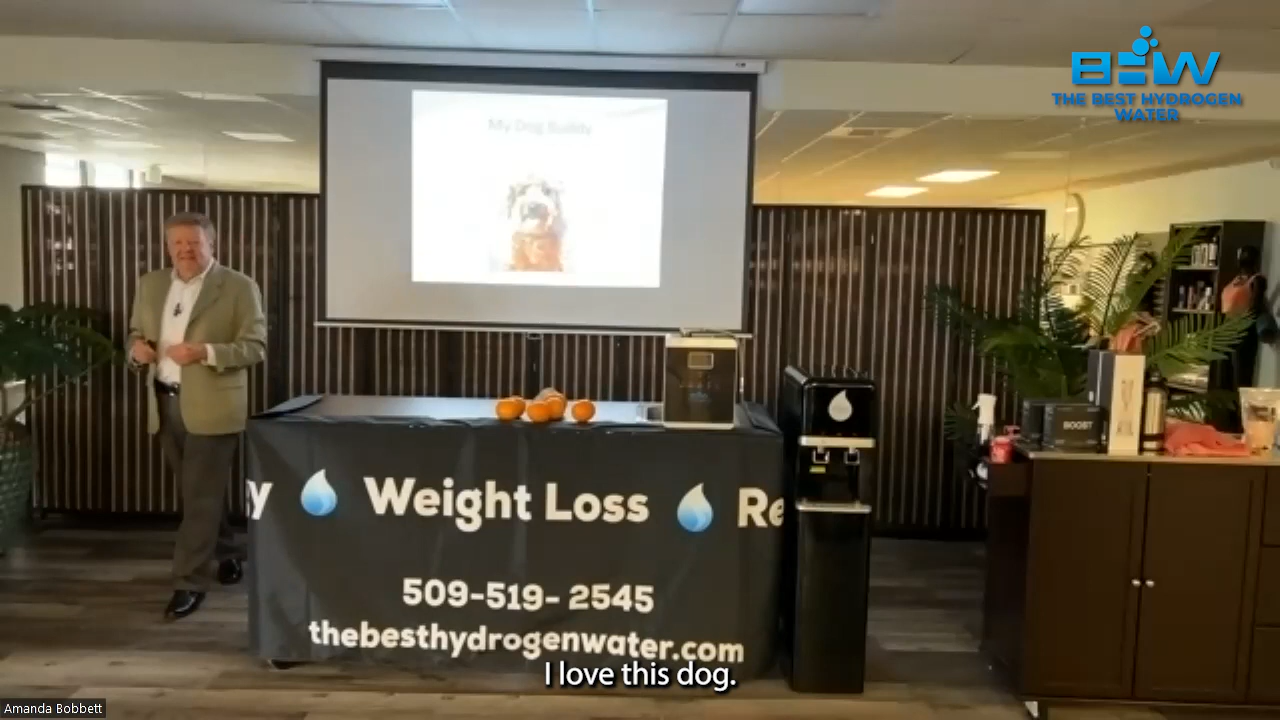 BHW
THE BEST HYDROGEN
WATER
My Dog Buddy
BOOST
y Weight Loss Re
509-519- 2545
thebesthydrogenwater.com
I love this dog.
Amanda Bobbett